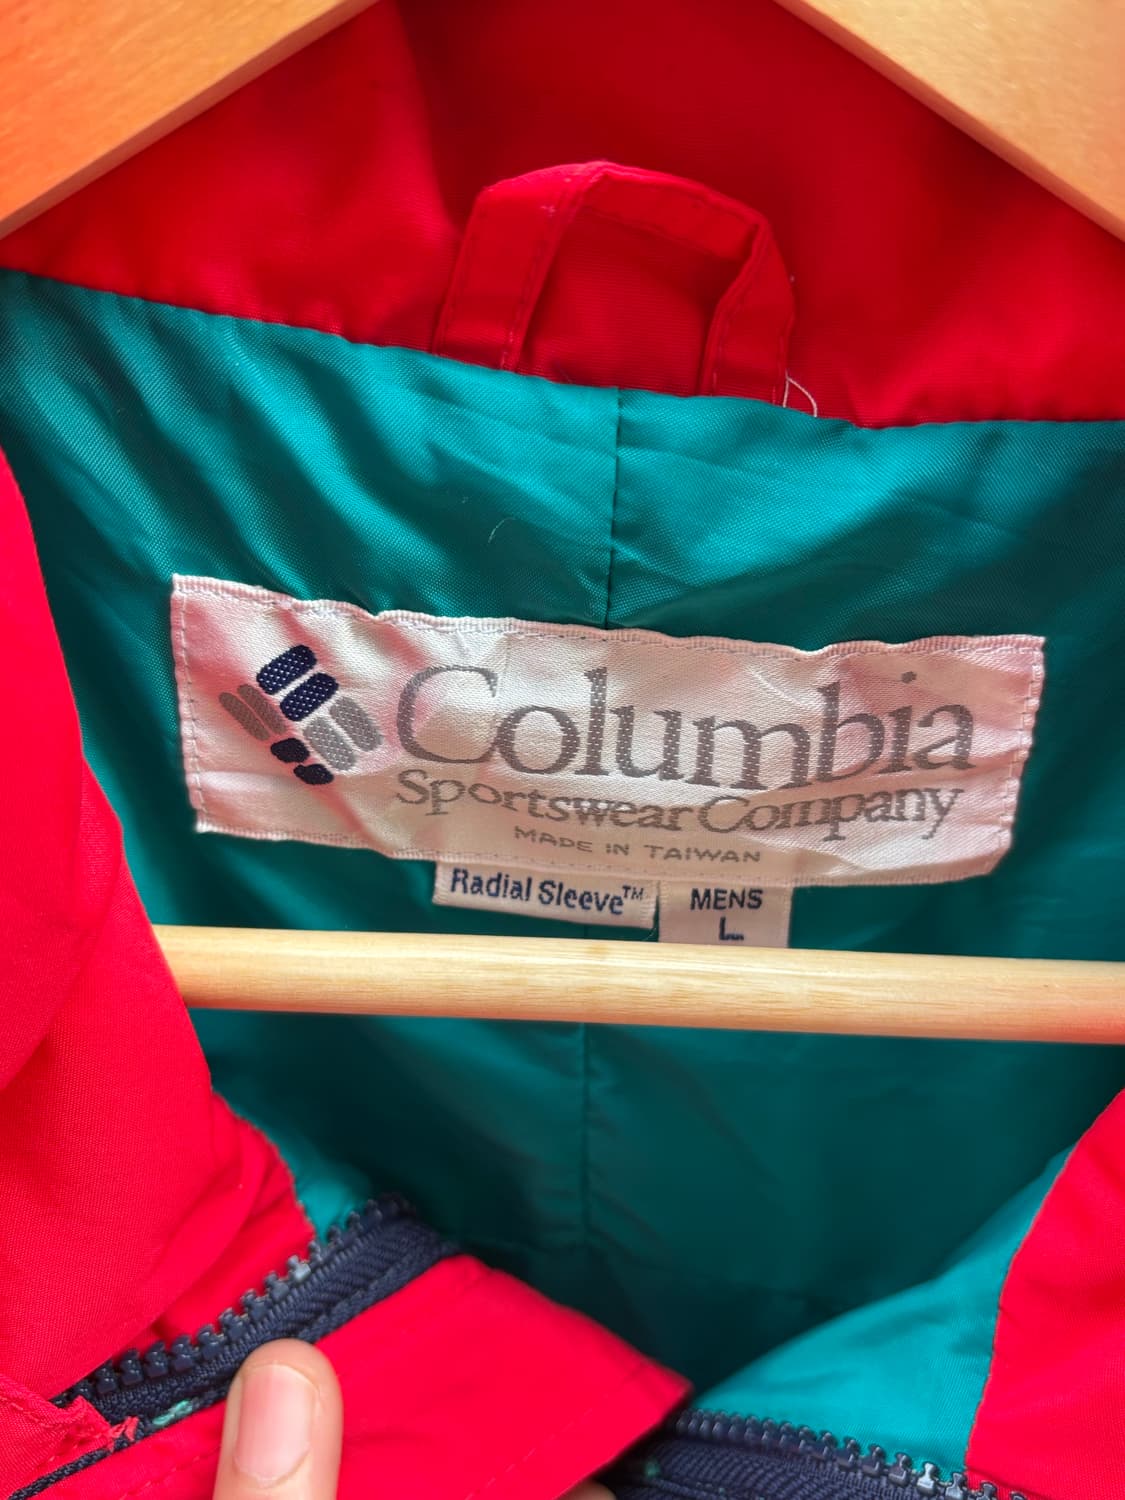 Columbia
Sportswear Company
MADE IN TAIWAN
Radial Sleeve™
MENS
L